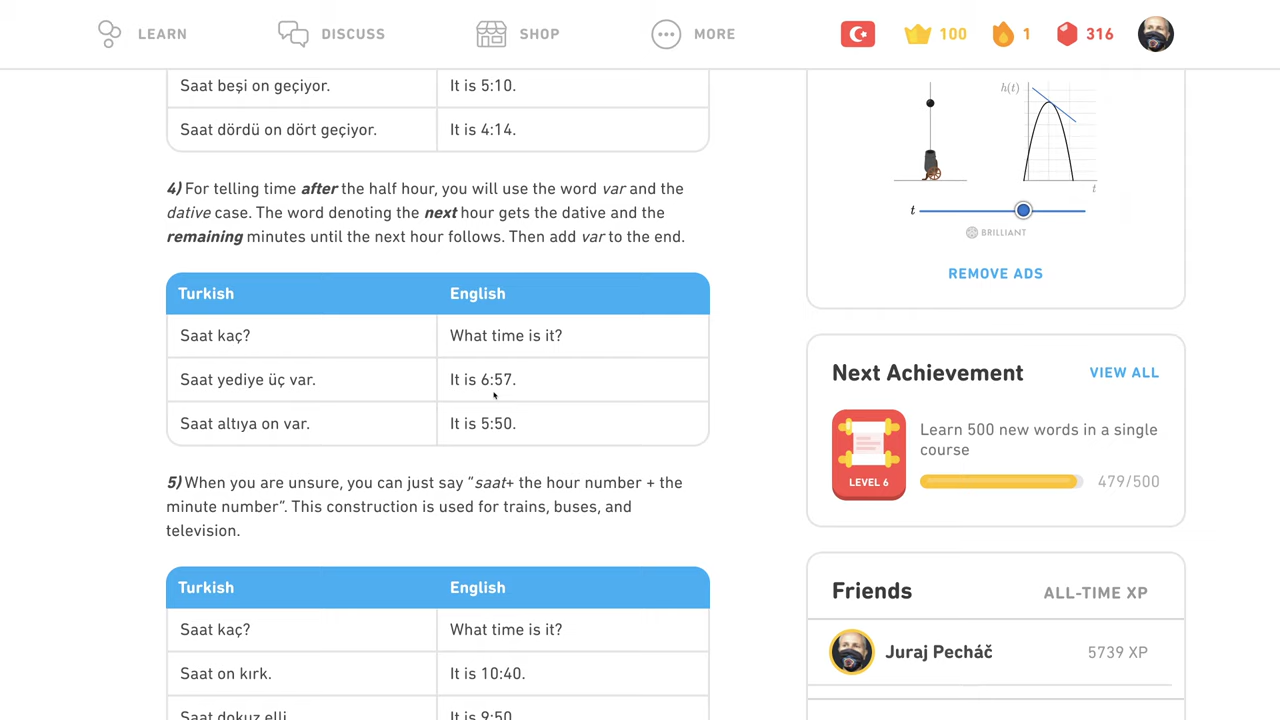 LEARN DISCUSS SHOP MORE 100 1 316
Saat beşi on geçiyor. It is 5:10.
Saat dördü on dört geçiyor. It is 4:14.
4) For telling time after the half hour, you will use the word var and the
dative case. The word denoting the next hour gets the dative and the
remaining minutes until the next hour follows. Then add var to the end.
Turkish English
Saat kaç? What time is it?
Saat yediye üç var. It is 6:57.
Saat altıya on var. It is 5:50.
5) When you are unsure, you can just say “saat+ the hour number + the
minute number”. This construction is used for trains, buses, and
television.
Turkish English
Saat kaç? What time is it?
Saat on kırk. It is 10:40.
Saat dokuz elli. It is 9:50.
h(t)
t
t
BRILLIANT
REMOVE ADS
Next Achievement VIEW ALL
Learn 500 new words in a single
course
LEVEL 6
479/500
Friends ALL-TIME XP
Juraj Pecháč 5739 XP